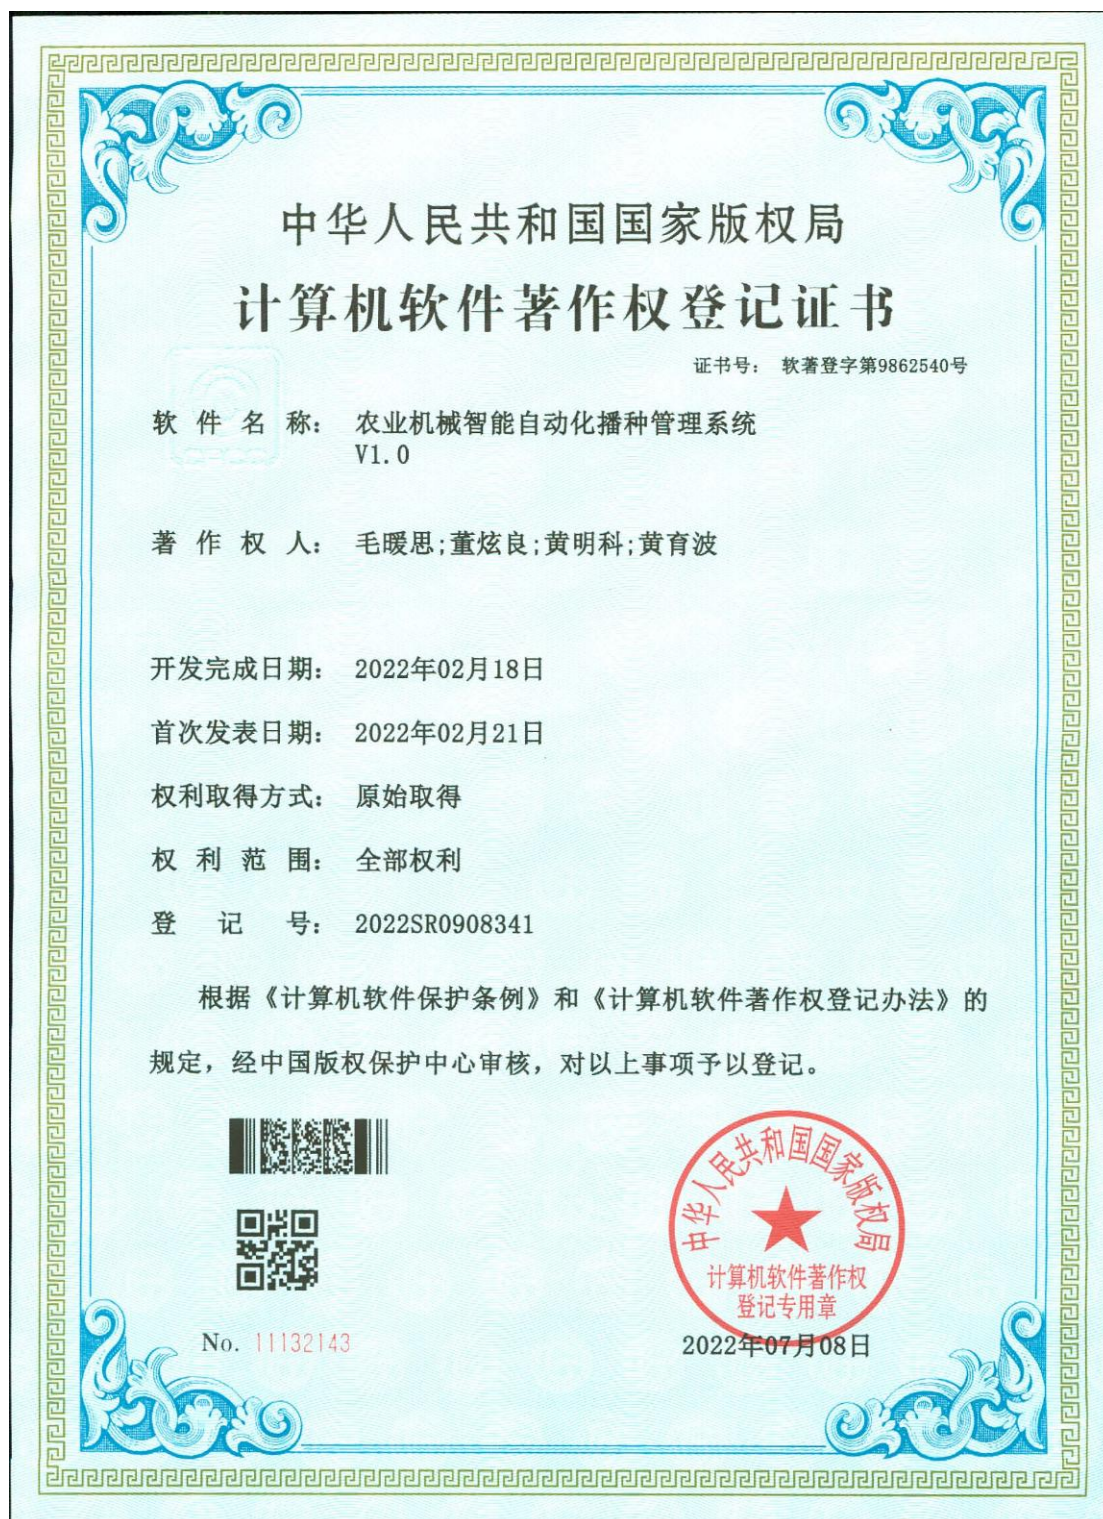 中华人民共和国国家版权局
计算机软件著作权登记证书
证书号： 软著登字第9862540号
软件名称： 农业机械智能自动化播种管理系统
V1.0
著作权人： 毛暖思;董炫良;黄明科;黄育波
开发完成日期： 2022年02月18日
首次发表日期： 2022年02月21日
权利取得方式： 原始取得
权利范围： 全部权利
登记号： 2022SR0908341
根据《计算机软件保护条例》和《计算机软件著作权登记办法》的
规定，经中国版权保护中心审核，对以上事项予以登记。
中华人民共和国国家版权局
计算机软件著作权
登记专用章
No. 11132143
2022年07月08日